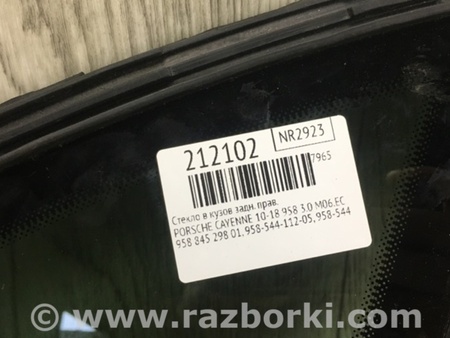 212102
NR2923
7965
Стекло в кузов задн. прав.
PORSCHE CAYENNE 10-18 958 3.0 M06.EC
958 845 298 01.958-544-112-05,958-544
www.razborki.com